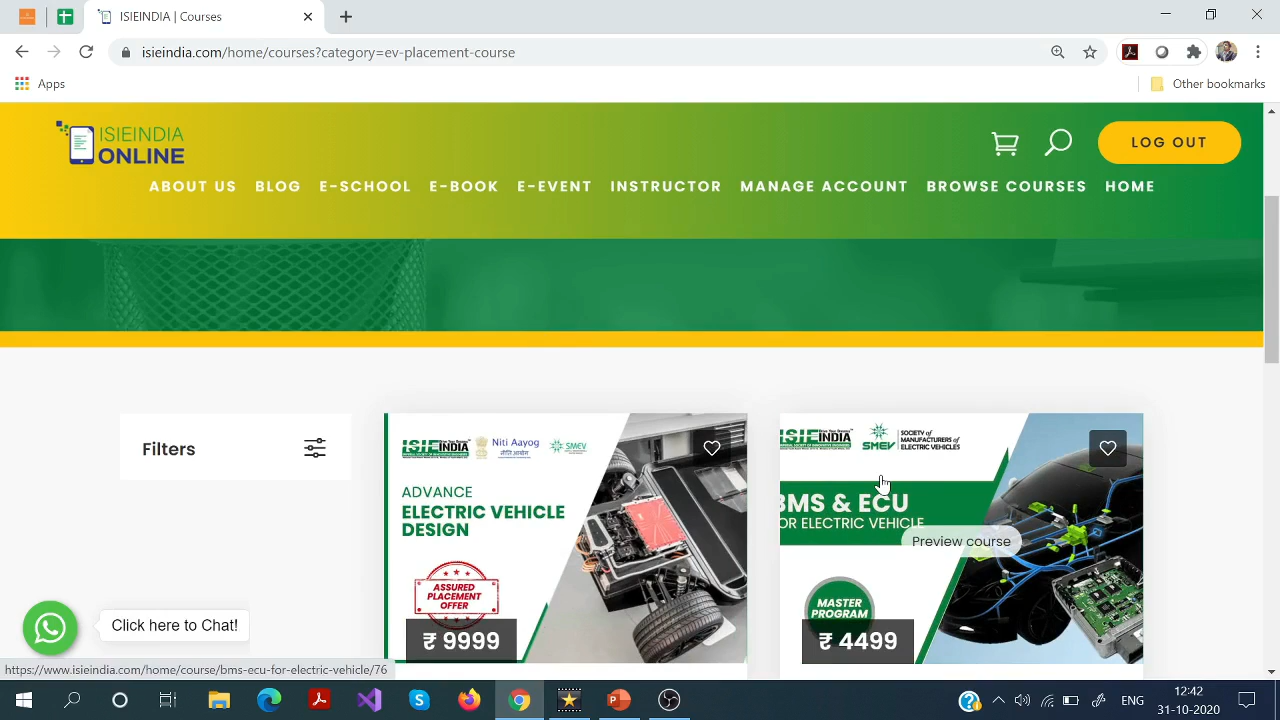 ISIEINDIA | Courses
isieindia.com/home/courses?category=ev-placement-course
Apps
Other bookmarks
ISIEINDIA
ONLINE
LOG OUT
ABOUT US
BLOG
E-SCHOOL
E-BOOK
E-EVENT
INSTRUCTOR
MANAGE ACCOUNT
BROWSE COURSES
HOME
Filters
ISIEINDIA
Niti Aayog
नीति आयोग
SMEV
ADVANCE
ELECTRIC VEHICLE
DESIGN
ASSURED
PLACEMENT
OFFER
₹ 9999
ISIEINDIA
SMEV
SOCIETY of
MANUFACTURERS of
ELECTRIC VEHICLES
BMS & ECU
OR ELECTRIC VEHICLE
Preview course
MASTER
PROGRAM
₹ 4499
Click here to Chat!
https://www.isieindia.com/home/course/bms-ecu-for-electric-vehicle/76
ENG
12:42
31-10-2020